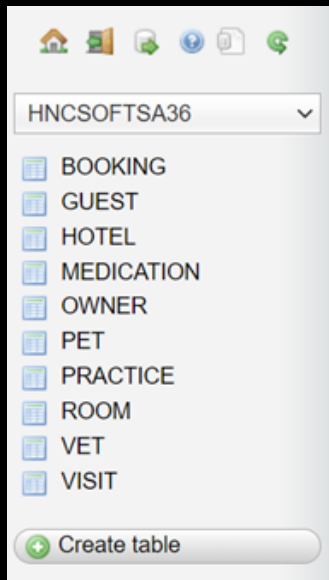 HNCSOFTSA36
BOOKING
GUEST
HOTEL
MEDICATION
OWNER
PET
PRACTICE
ROOM
VET
VISIT
Create table